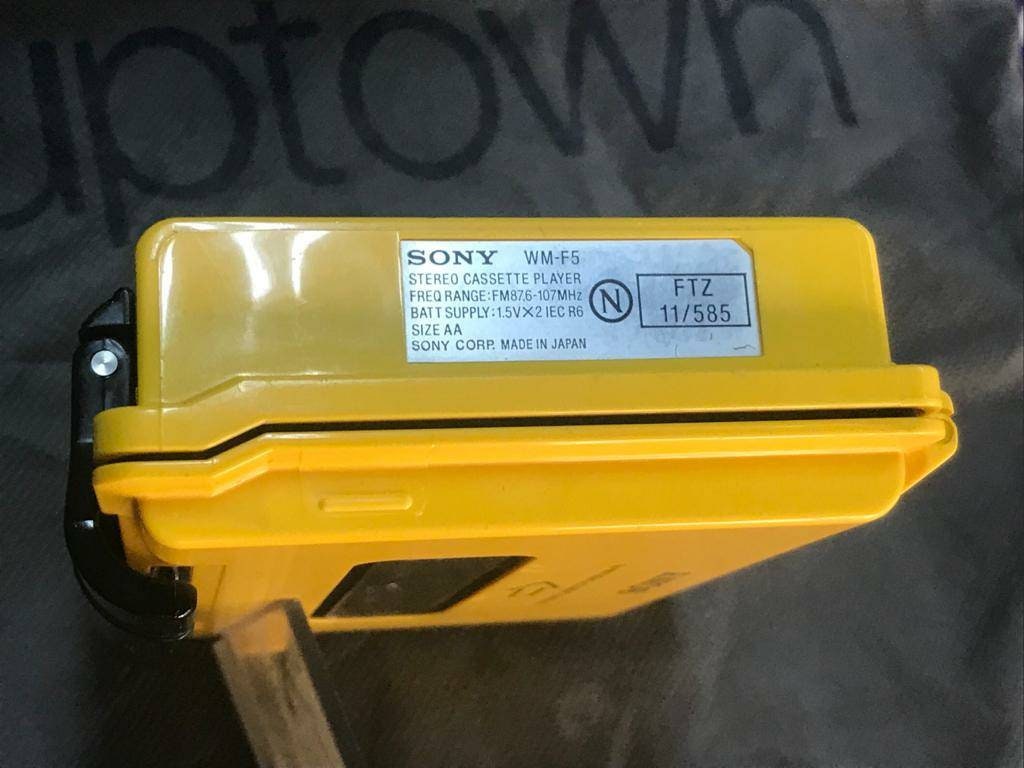 uptown
SONY WM-F5
STEREO CASSETTE PLAYER
FREQ RANGE:FM87.6-107MHz
BATT SUPPLY:1.5V×2 IEC R6
SIZE AA
SONY CORP. MADE IN JAPAN
N
FTZ
11/585